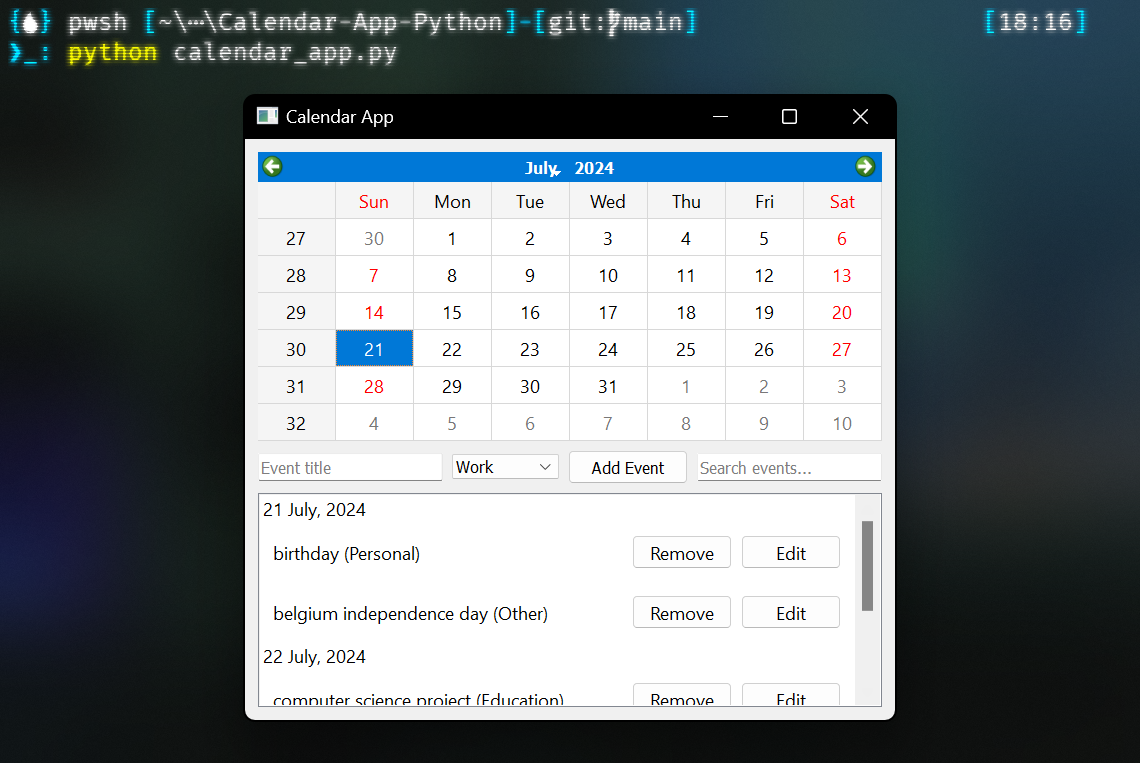 {} pwsh [~\⋯\Calendar-App-Python]-[git:main] [18:16]
❯_: python calendar_app.py
Calendar App
July, 2024
Sun Mon Tue Wed Thu Fri Sat
27 30 1 2 3 4 5 6
28 7 8 9 10 11 12 13
29 14 15 16 17 18 19 20
30 21 22 23 24 25 26 27
31 28 29 30 31 1 2 3
32 4 5 6 7 8 9 10
Event title Work Add Event Search events...
21 July, 2024
birthday (Personal) Remove Edit
belgium independence day (Other) Remove Edit
22 July, 2024
computer science project (Education) Remove Edit